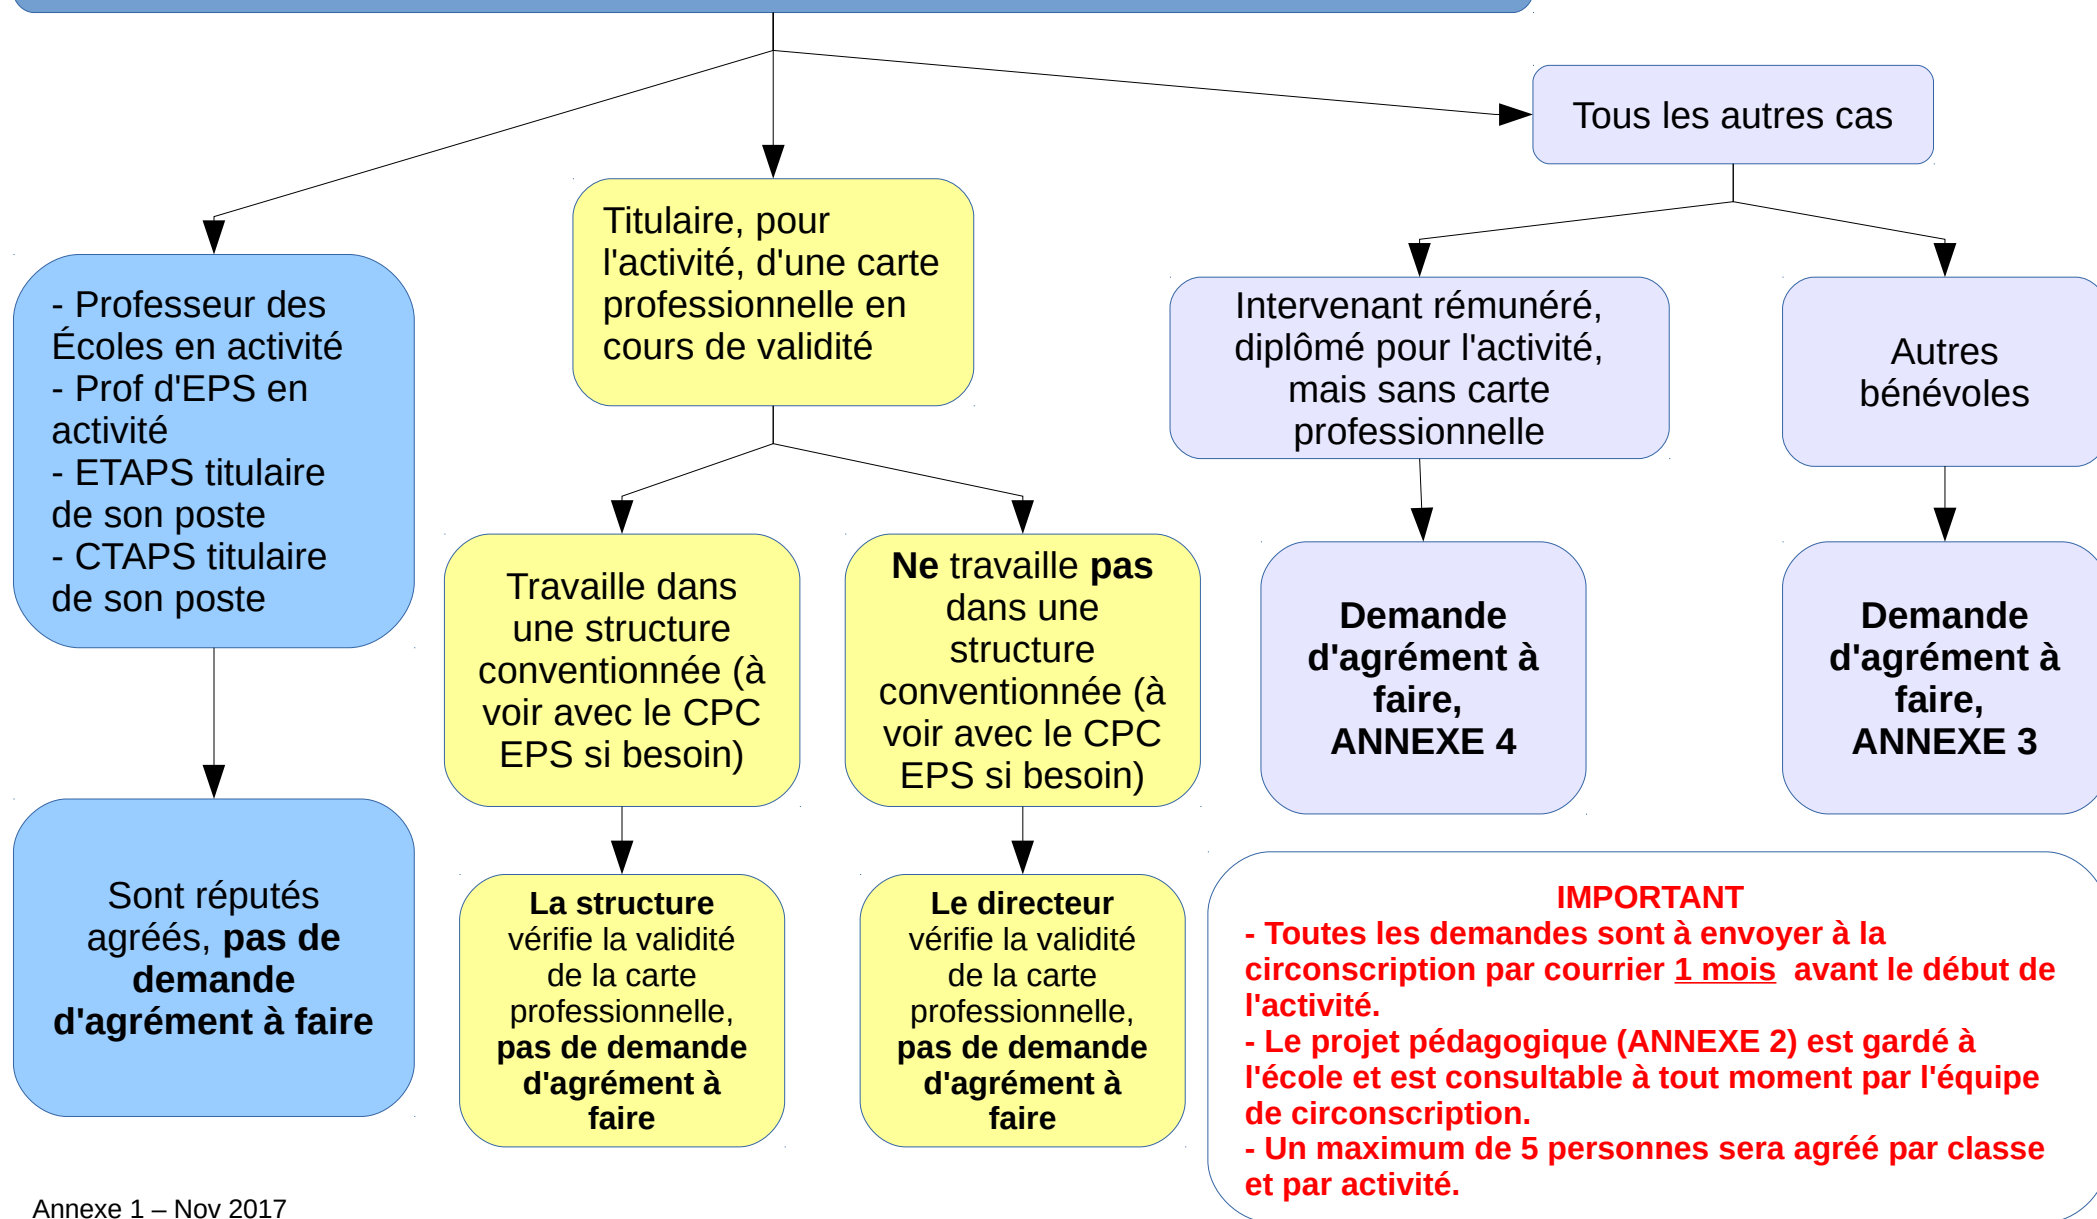 Tous les autres cas
Titulaire, pour
l'activité, d'une carte
professionnelle en
cours de validité
- Professeur des
Écoles en activité
- Prof d'EPS en
activité
- ETAPS titulaire
de son poste
- CTAPS titulaire
de son poste
Intervenant rémunéré,
diplômé pour l'activité,
mais sans carte
professionnelle
Autres
bénévoles
Travaille dans
une structure
conventionnée (à
voir avec le CPC
EPS si besoin)
Ne travaille pas
dans une
structure
conventionnée (à
voir avec le CPC
EPS si besoin)
Demande
d'agrément à
faire,
ANNEXE 4
Demande
d'agrément à
faire,
ANNEXE 3
Sont réputés
agréés, pas de
demande
d'agrément à faire
La structure
vérifie la validité
de la carte
professionnelle,
pas de demande
d'agrément à
faire
Le directeur
vérifie la validité
de la carte
professionnelle,
pas de demande
d'agrément à
faire
IMPORTANT
- Toutes les demandes sont à envoyer à la
circonscription par courrier 1 mois  avant le début de
l'activité.
- Le projet pédagogique (ANNEXE 2) est gardé à
l'école et est consultable à tout moment par l'équipe
de circonscription.
- Un maximum de 5 personnes sera agréé par classe
et par activité.
Annexe 1 – Nov 2017